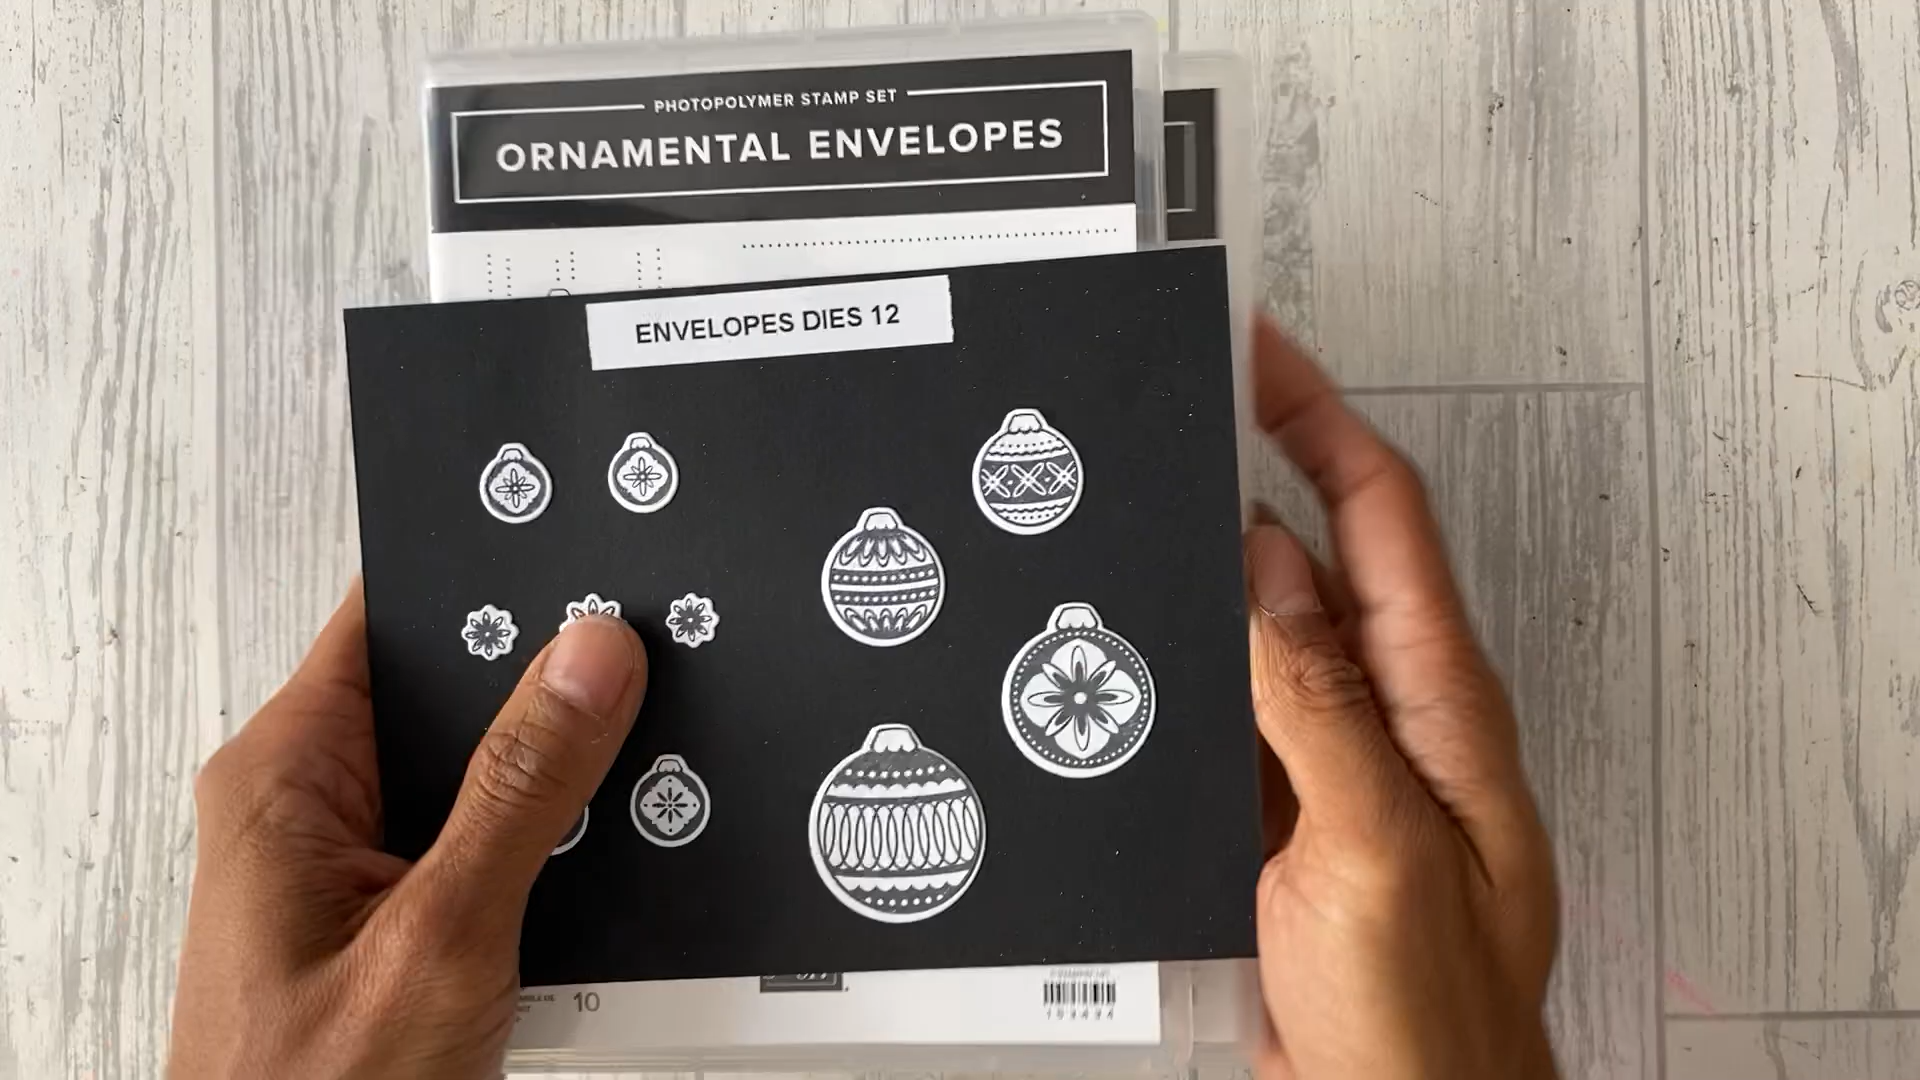 PHOTOPOLYMER STAMP SET
ORNAMENTAL ENVELOPES
ENVELOPES DIES 12
10